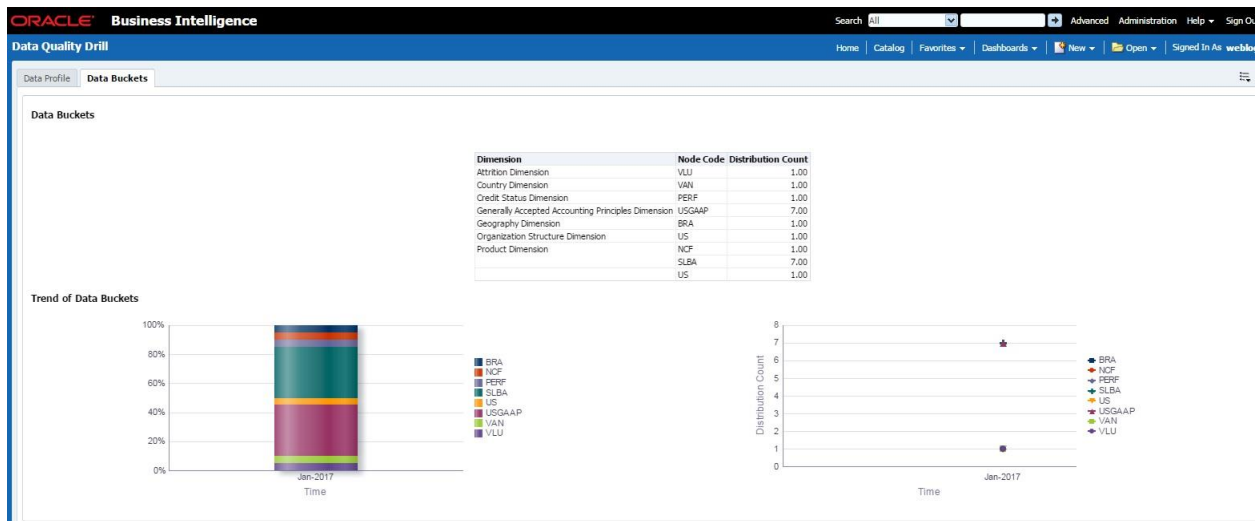 ORACLE Business Intelligence Search All Advanced Administration Help Sign Ou
Data Quality Drill Home Catalog Favorites Dashboards New Open Signed In As weblog
Data Profile Data Buckets
Data Buckets
Dimension Node Code Distribution Count
Attrition Dimension VLU 1.00
Country Dimension VAN 1.00
Credit Status Dimension PERF 1.00
Generally Accepted Accounting Principles Dimension USGAAP 7.00
Geography Dimension BRA 1.00
Organization Structure Dimension US 1.00
Product Dimension NCF 1.00
SLBA 7.00
US 1.00
Trend of Data Buckets
100%
80%
60%
40%
20%
0%
Jan-2017
Time
BRA
NCF
PERF
SLBA
US
USGAAP
VAN
VLU
Distribution Count
8
7
6
5
4
3
2
1
0
Jan-2017
Time
BRA
NCF
PERF
SLBA
US
USGAAP
VAN
VLU